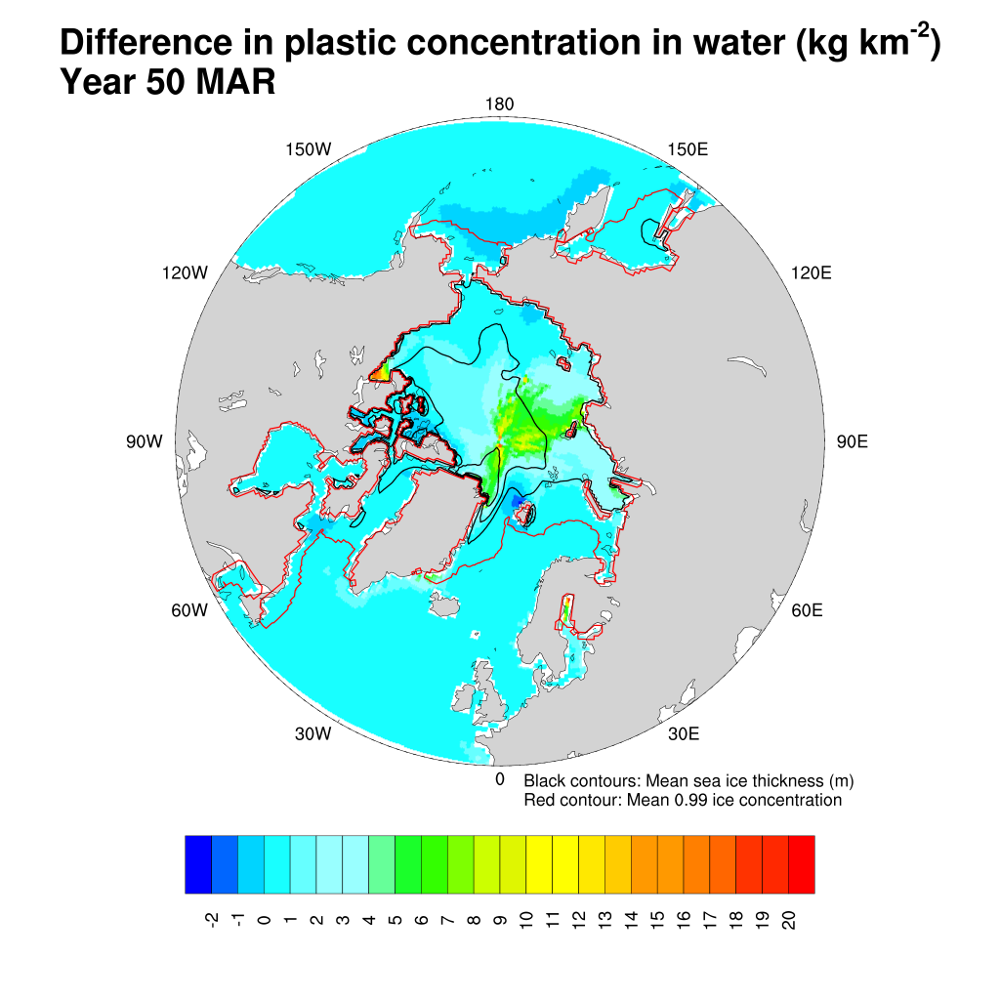 Difference in plastic concentration in water (kg km-2)
Year 50 MAR
180
150W
150E
120W
120E
90W
90E
60W
60E
30W
30E
0
Black contours: Mean sea ice thickness (m)
Red contour: Mean 0.99 ice concentration
-2 -1 0 1 2 3 4 5 6 7 8 9 10 11 12 13 14 15 16 17 18 19 20